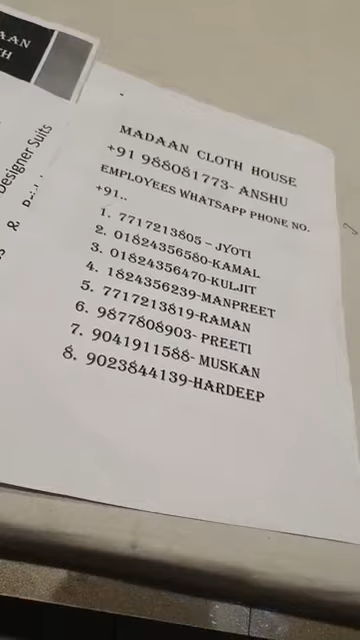 Designer Suits
&
MADAAN CLOTH HOUSE
+91 988081773- ANSHU
EMPLOYEES WHATSAPP PHONE NO.
+91..
1. 7717213805 – JYOTI
2. 01824356580-KAMAL
3. 01824356470-KULJIT
4. 1824356239-MANPREET
5. 7717213819-RAMAN
6. 9877808903- PREETI
7. 9041911588- MUSKAN
8. 9023844139-HARDEEP